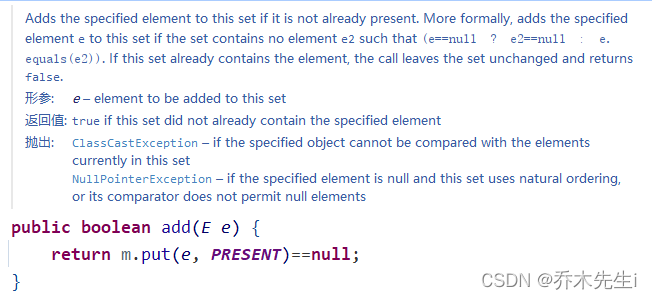 Adds the specified element to this set if it is not already present. More formally, adds the specified
element e to this set if the set contains no element e2 such that (e==null ? e2==null : e.
equals(e2)). If this set already contains the element, the call leaves the set unchanged and returns
false.
形参: e – element to be added to this set
返回值: true if this set did not already contain the specified element
抛出: ClassCastException – if the specified object cannot be compared with the elements
currently in this set
NullPointerException – if the specified element is null and this set uses natural ordering,
or its comparator does not permit null elements
public boolean add(E e) {
return m.put(e, PRESENT)==null;
}
CSDN @乔木先生i